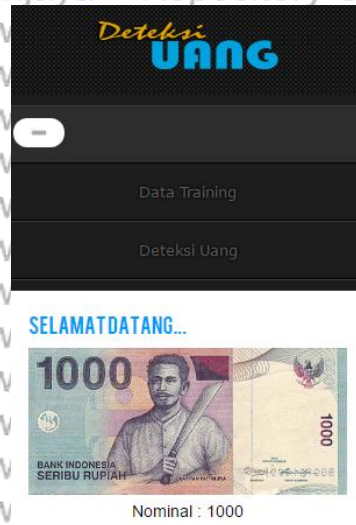 Deteksi
UANG
Data Training
Deteksi Uang
SELAMAT DATANG...
1000
1000
BANK INDONESIA
SERIBU RUPIAH
Nominal : 1000